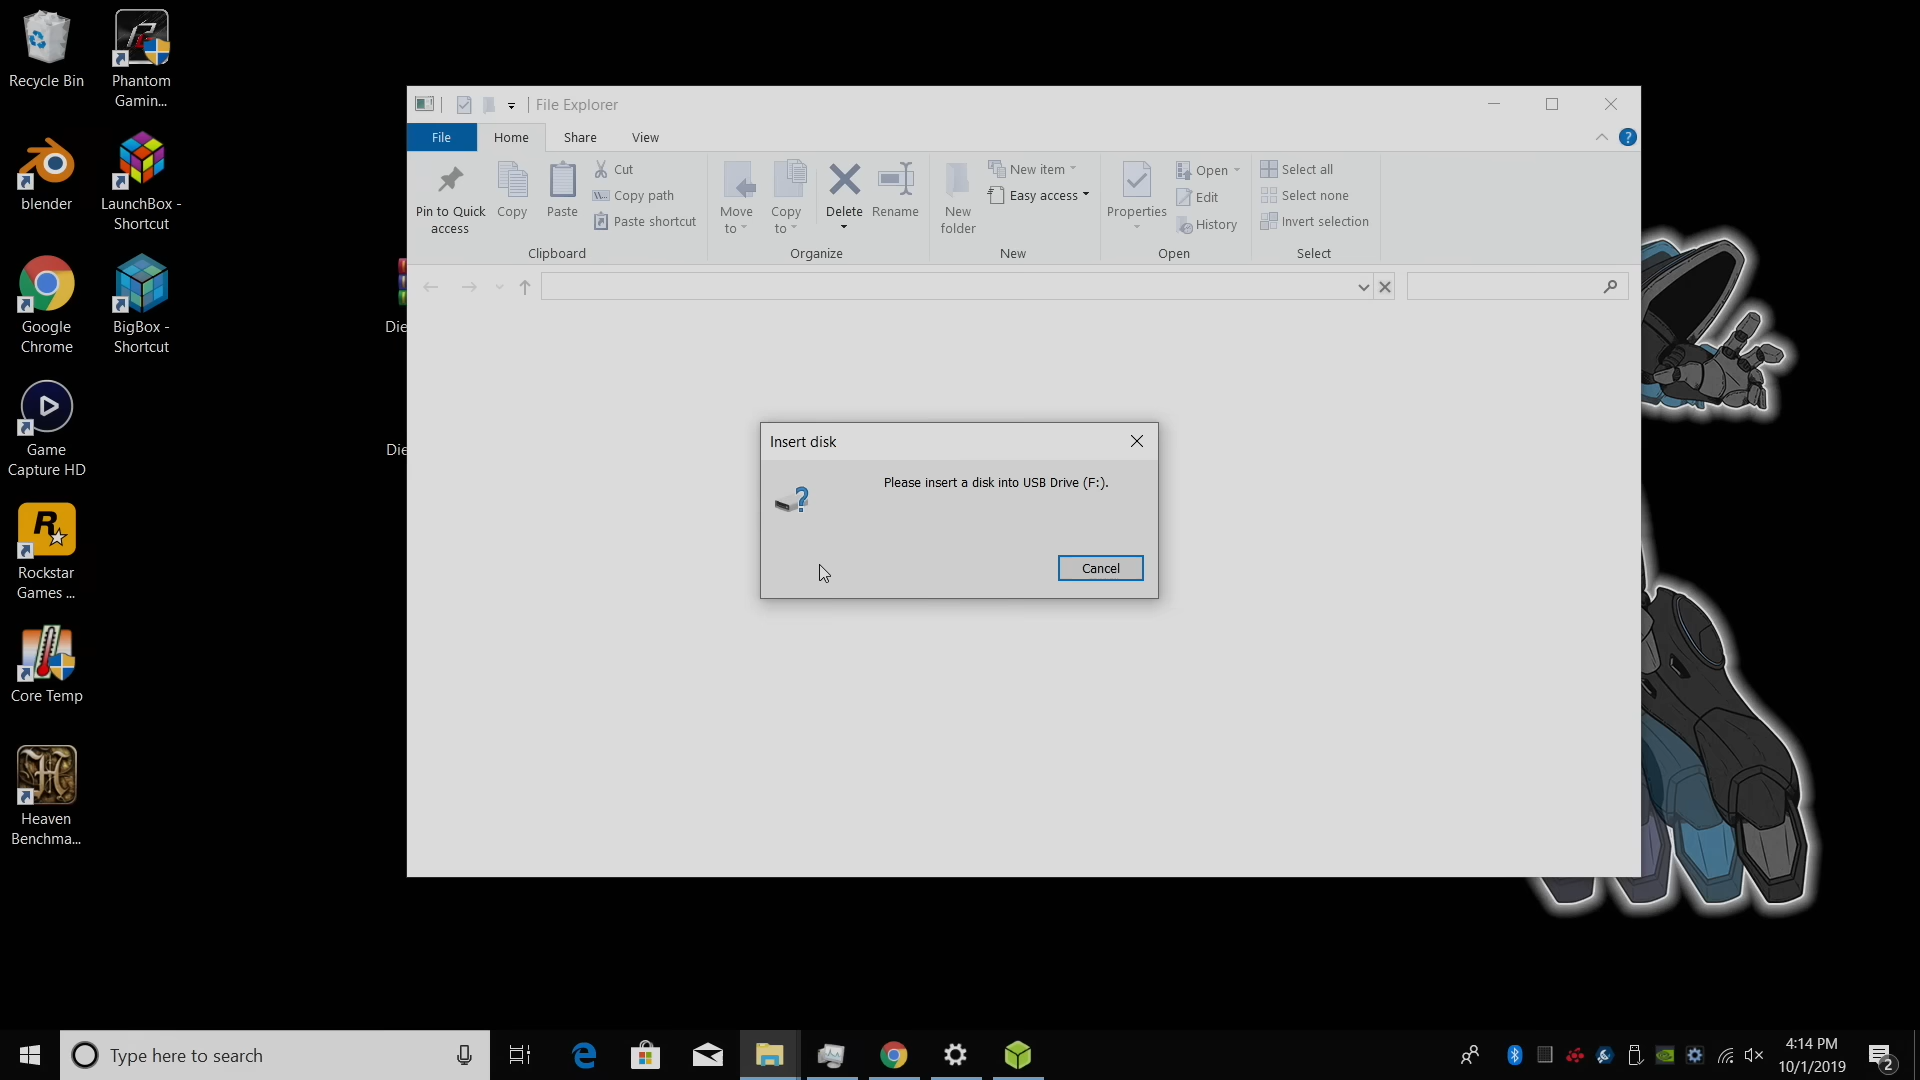 Recycle Bin
Phantom
Gamin...
blender
LaunchBox -
Shortcut
Google
Chrome
BigBox -
Shortcut
Game
Capture HD
Rockstar
Games ...
Core Temp
Heaven
Benchma...
Die
Die
File Explorer
File
Home
Share
View
Pin to Quick
access
Copy
Paste
Cut
Copy path
Paste shortcut
Clipboard
Move
to
Copy
to
Delete
Rename
Organize
New
folder
New item
Easy access
New
Properties
Open
Edit
History
Open
Select all
Select none
Invert selection
Select
Insert disk
Please insert a disk into USB Drive (F:).
Cancel
Type here to search
4:14 PM
10/1/2019
2